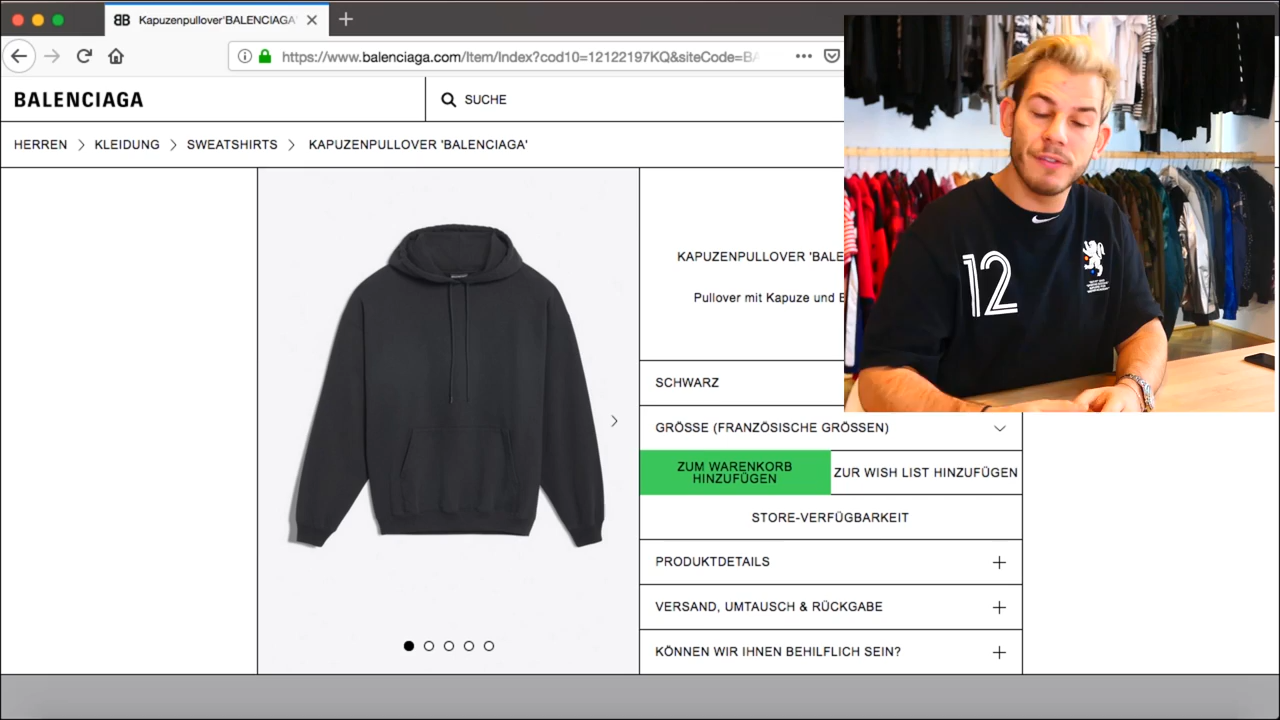 Kapuzenpullover'BALENCIAGA'
https://www.balenciaga.com/Item/Index?cod10=12122197KQ&siteCode=BA
BALENCIAGA
SUCHE
HERREN > KLEIDUNG > SWEATSHIRTS > KAPUZENPULLOVER 'BALENCIAGA'
KAPUZENPULLOVER 'BALE
Pullover mit Kapuze und B
12
SCHWARZ
GRÖSSE (FRANZÖSISCHE GRÖSSEN)
ZUM WARENKORB
HINZUFÜGEN
ZUR WISH LIST HINZUFÜGEN
STORE-VERFÜGBARKEIT
PRODUKTDETAILS
VERSAND, UMTAUSCH & RÜCKGABE
KÖNNEN WIR IHNEN BEHILFLICH SEIN?